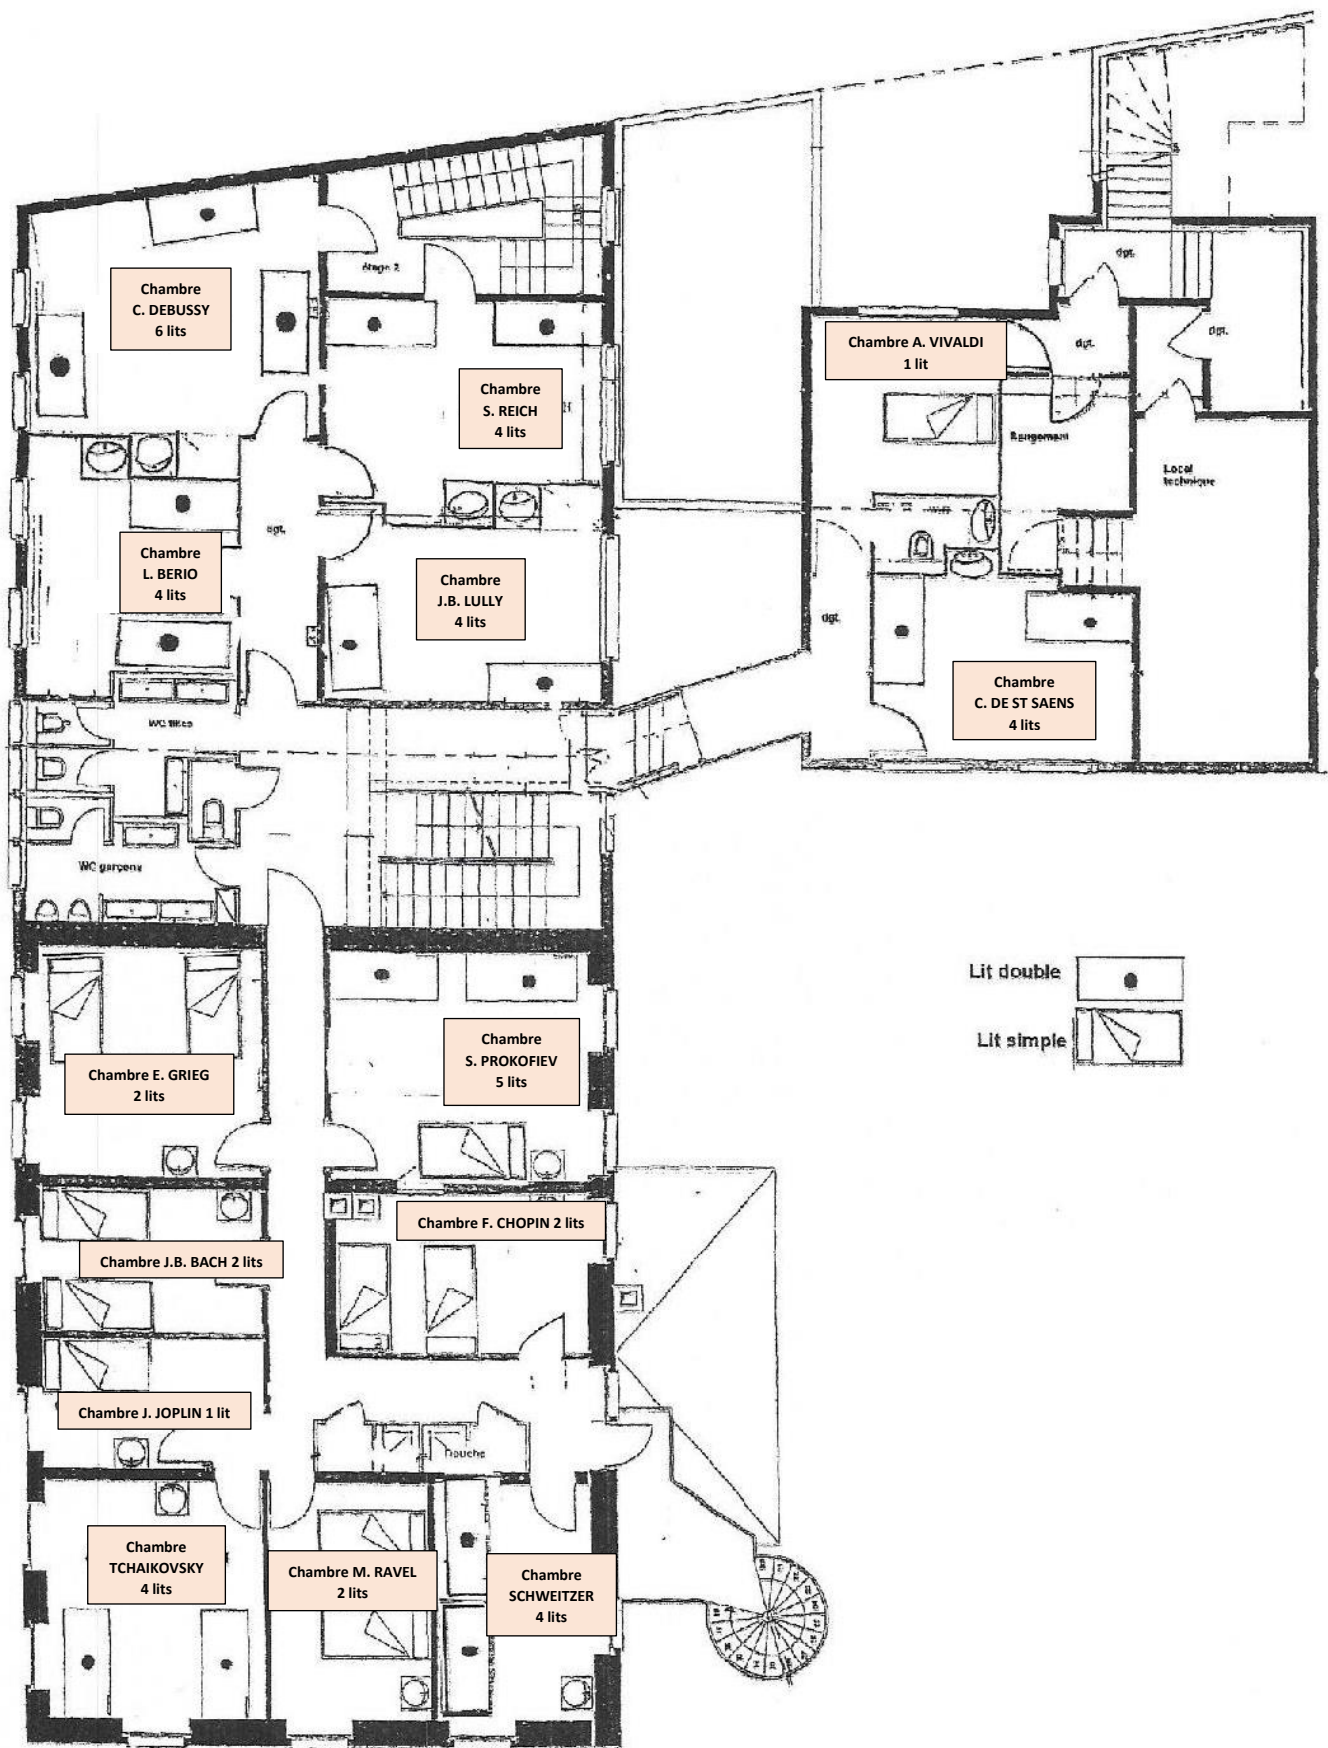 étage 2
dgt.
Chambre
C. DEBUSSY
6 lits
Chambre A. VIVALDI
1 lit
dgt.
dgt.
Chambre
S. REICH
4 lits
Rangement
Local
technique
dgt.
Chambre
L. BERIO
4 lits
Chambre
J.B. LULLY
4 lits
dgt.
Chambre
C. DE ST SAENS
4 lits
WC filles
WC garçons
Lit double
Lit simple
Chambre
S. PROKOFIEV
5 lits
Chambre E. GRIEG
2 lits
Chambre F. CHOPIN 2 lits
Chambre J.B. BACH 2 lits
Chambre J. JOPLIN 1 lit
Douche
Chambre
TCHAIKOVSKY
4 lits
Chambre M. RAVEL
2 lits
Chambre
SCHWEITZER
4 lits